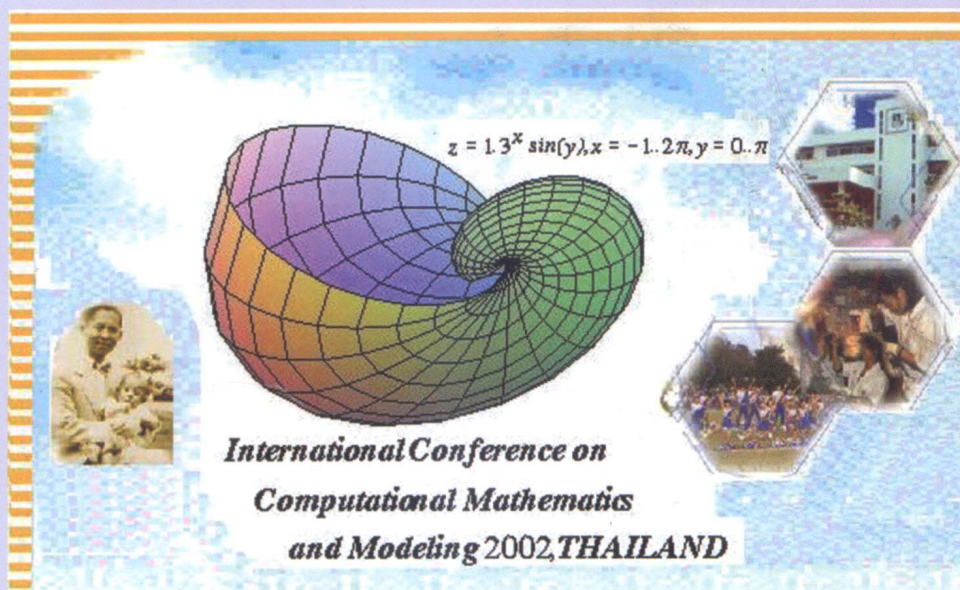 z = 1.3^x sin(y), x = -1..2π, y = 0..π
International Conference on
Computational Mathematics
and Modeling 2002, THAILAND